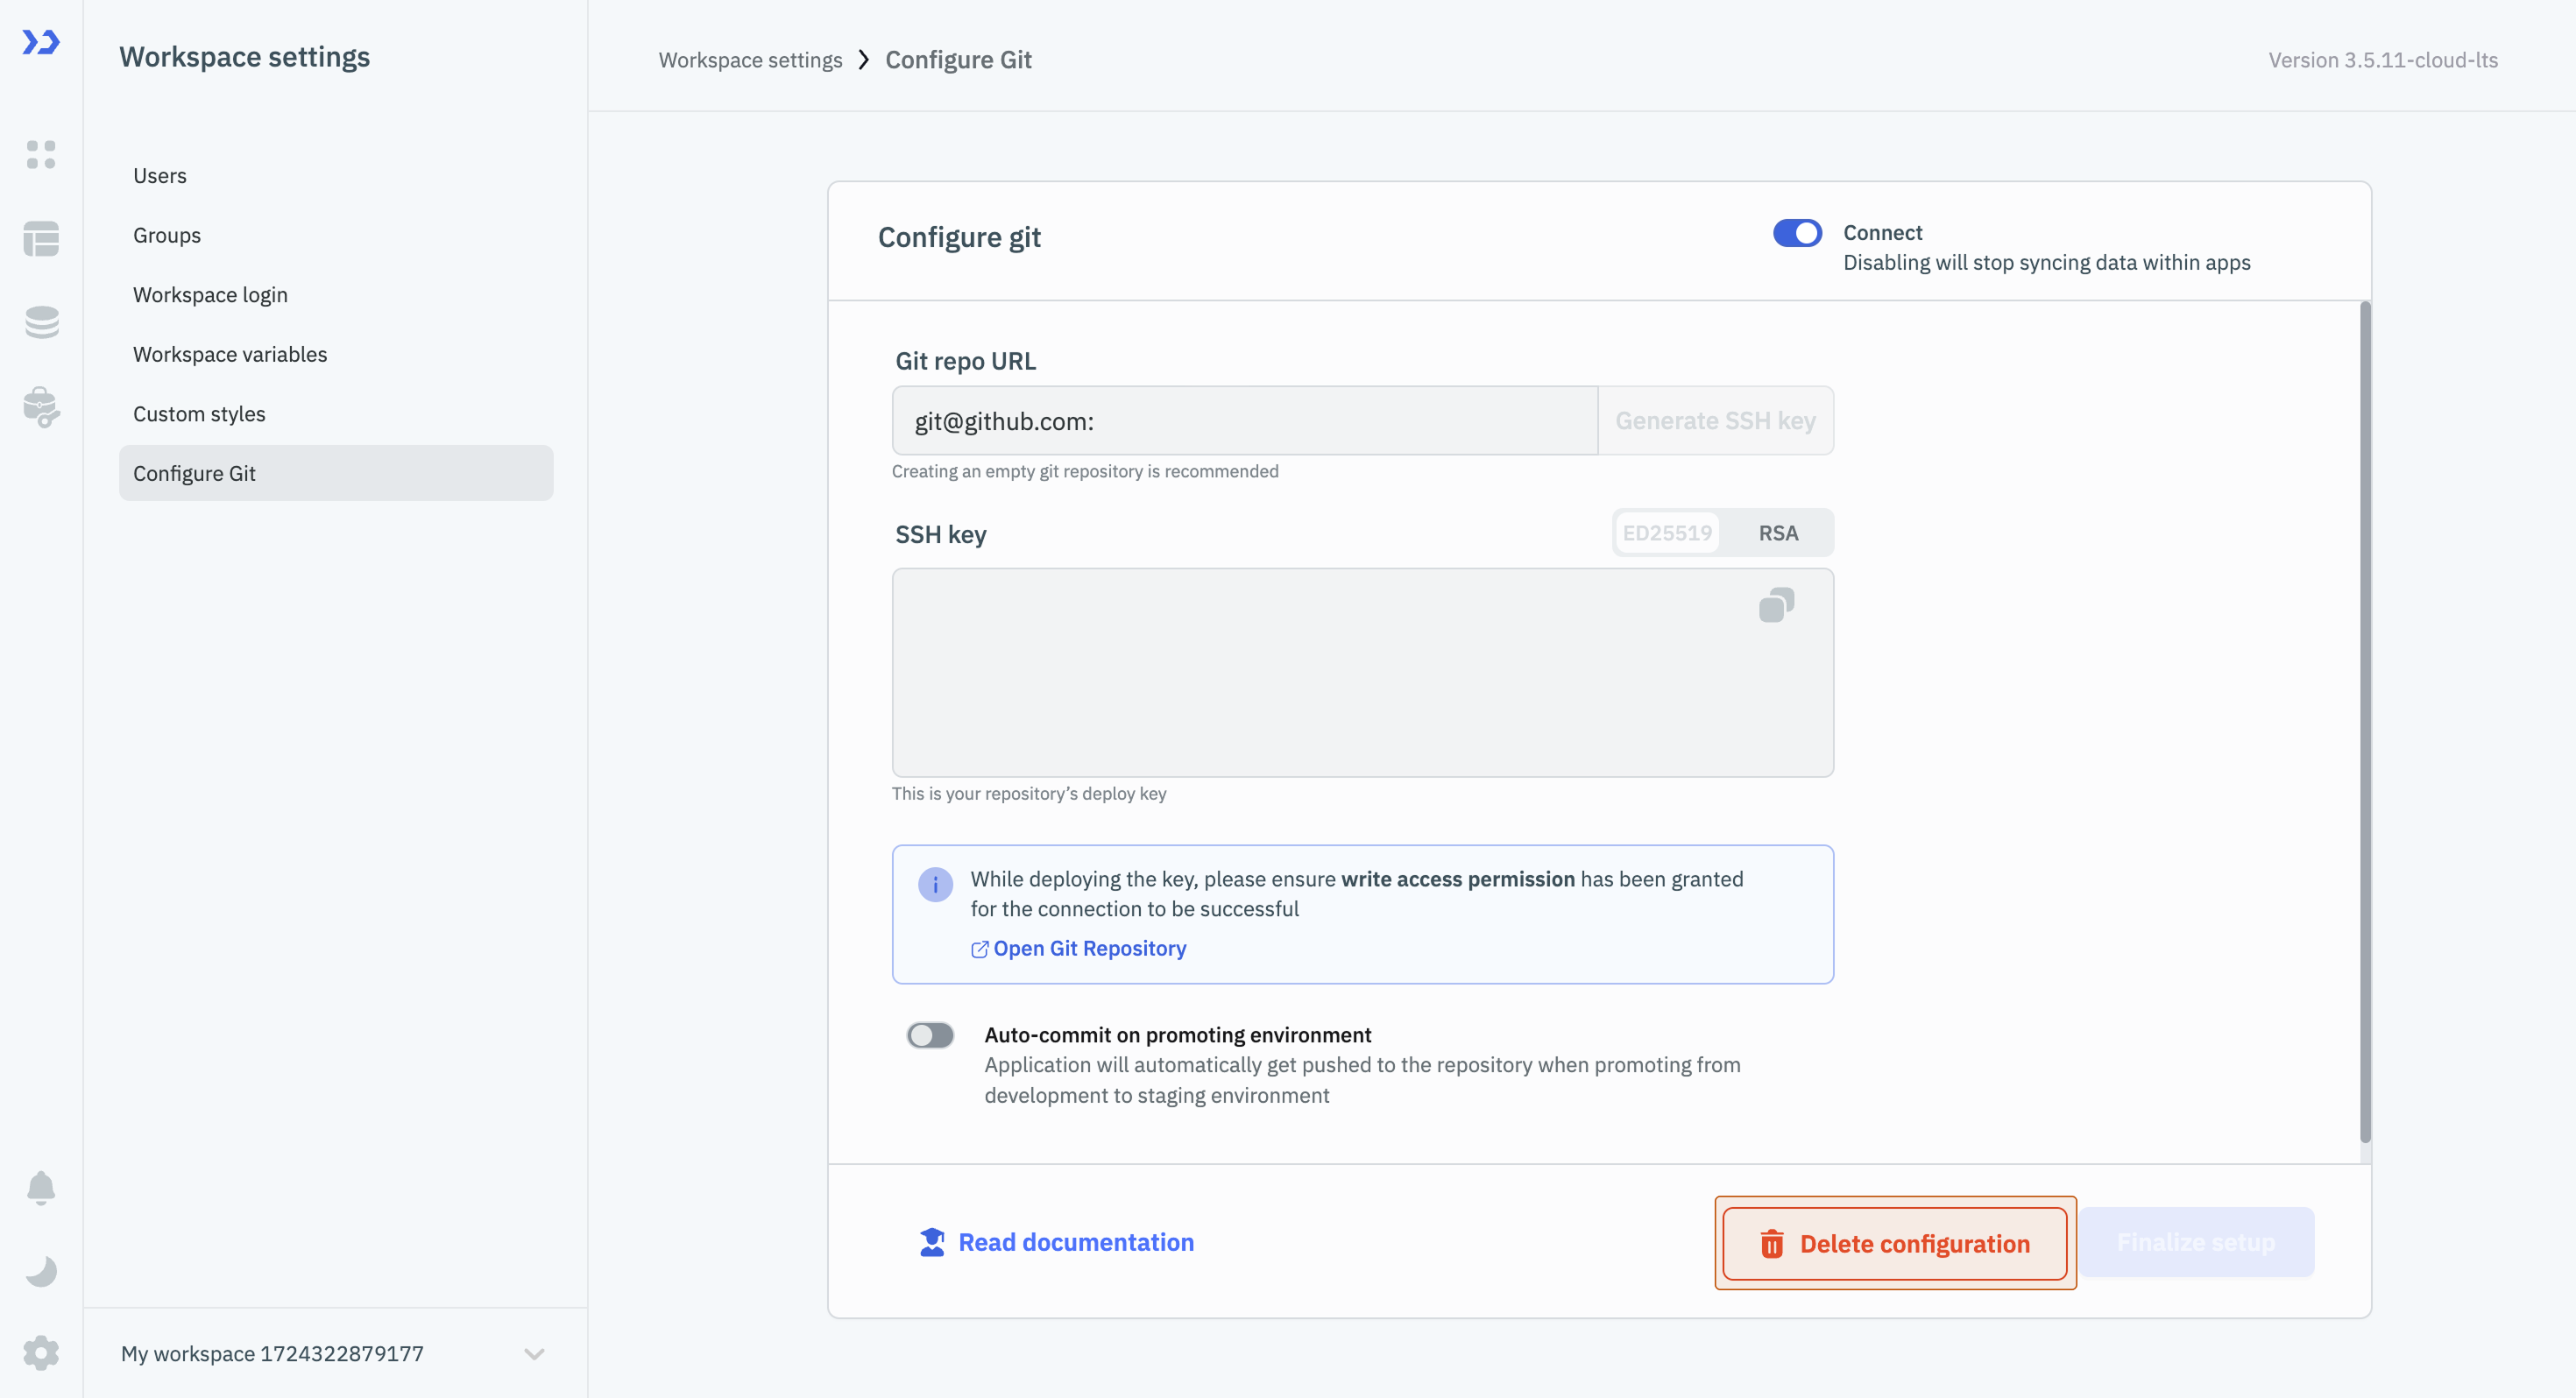 Workspace settings
Users
Groups
Workspace login
Workspace variables
Custom styles
Configure Git
My workspace 1724322879177
Workspace settings
Configure Git
Version 3.5.11-cloud-lts
Configure git
Connect
Disabling will stop syncing data within apps
Git repo URL
git@github.com:
Generate SSH key
Creating an empty git repository is recommended
SSH key
ED25519
RSA
This is your repository’s deploy key
While deploying the key, please ensure write access permission has been granted
for the connection to be successful
Open Git Repository
Auto-commit on promoting environment
Application will automatically get pushed to the repository when promoting from
development to staging environment
Read documentation
Delete configuration
Finalize setup